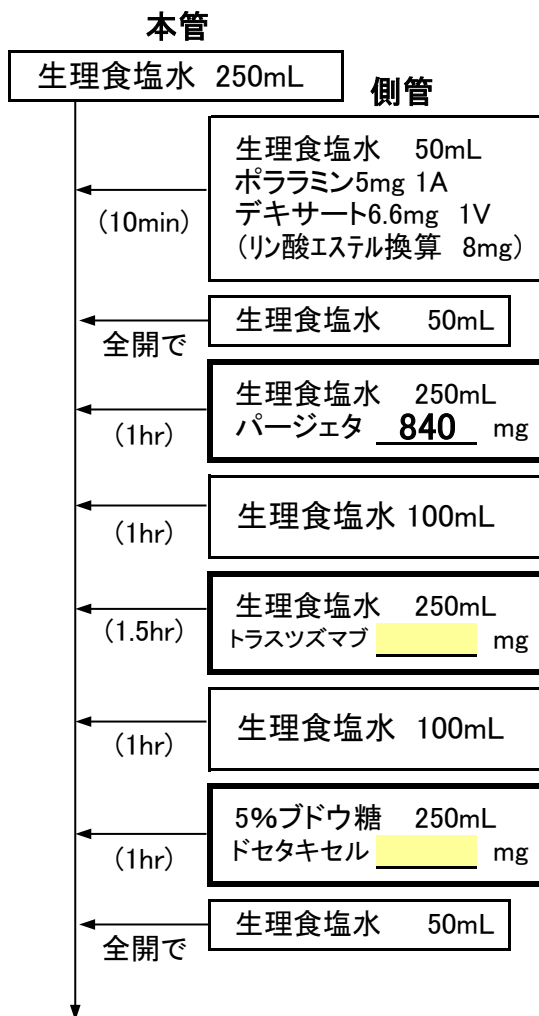 本管
生理食塩水 250mL
側管
生理食塩水 50mL
ポララミン5mg 1A
デキサート6.6mg 1V
(リン酸エステル換算 8mg)
(10min)
生理食塩水 50mL
全開で
生理食塩水 250mL
パージェタ 840 mg
(1hr)
生理食塩水 100mL
(1hr)
生理食塩水 250mL
トラスツズマブ mg
(1.5hr)
生理食塩水 100mL
(1hr)
5%ブドウ糖 250mL
ドセタキセル mg
(1hr)
生理食塩水 50mL
全開で